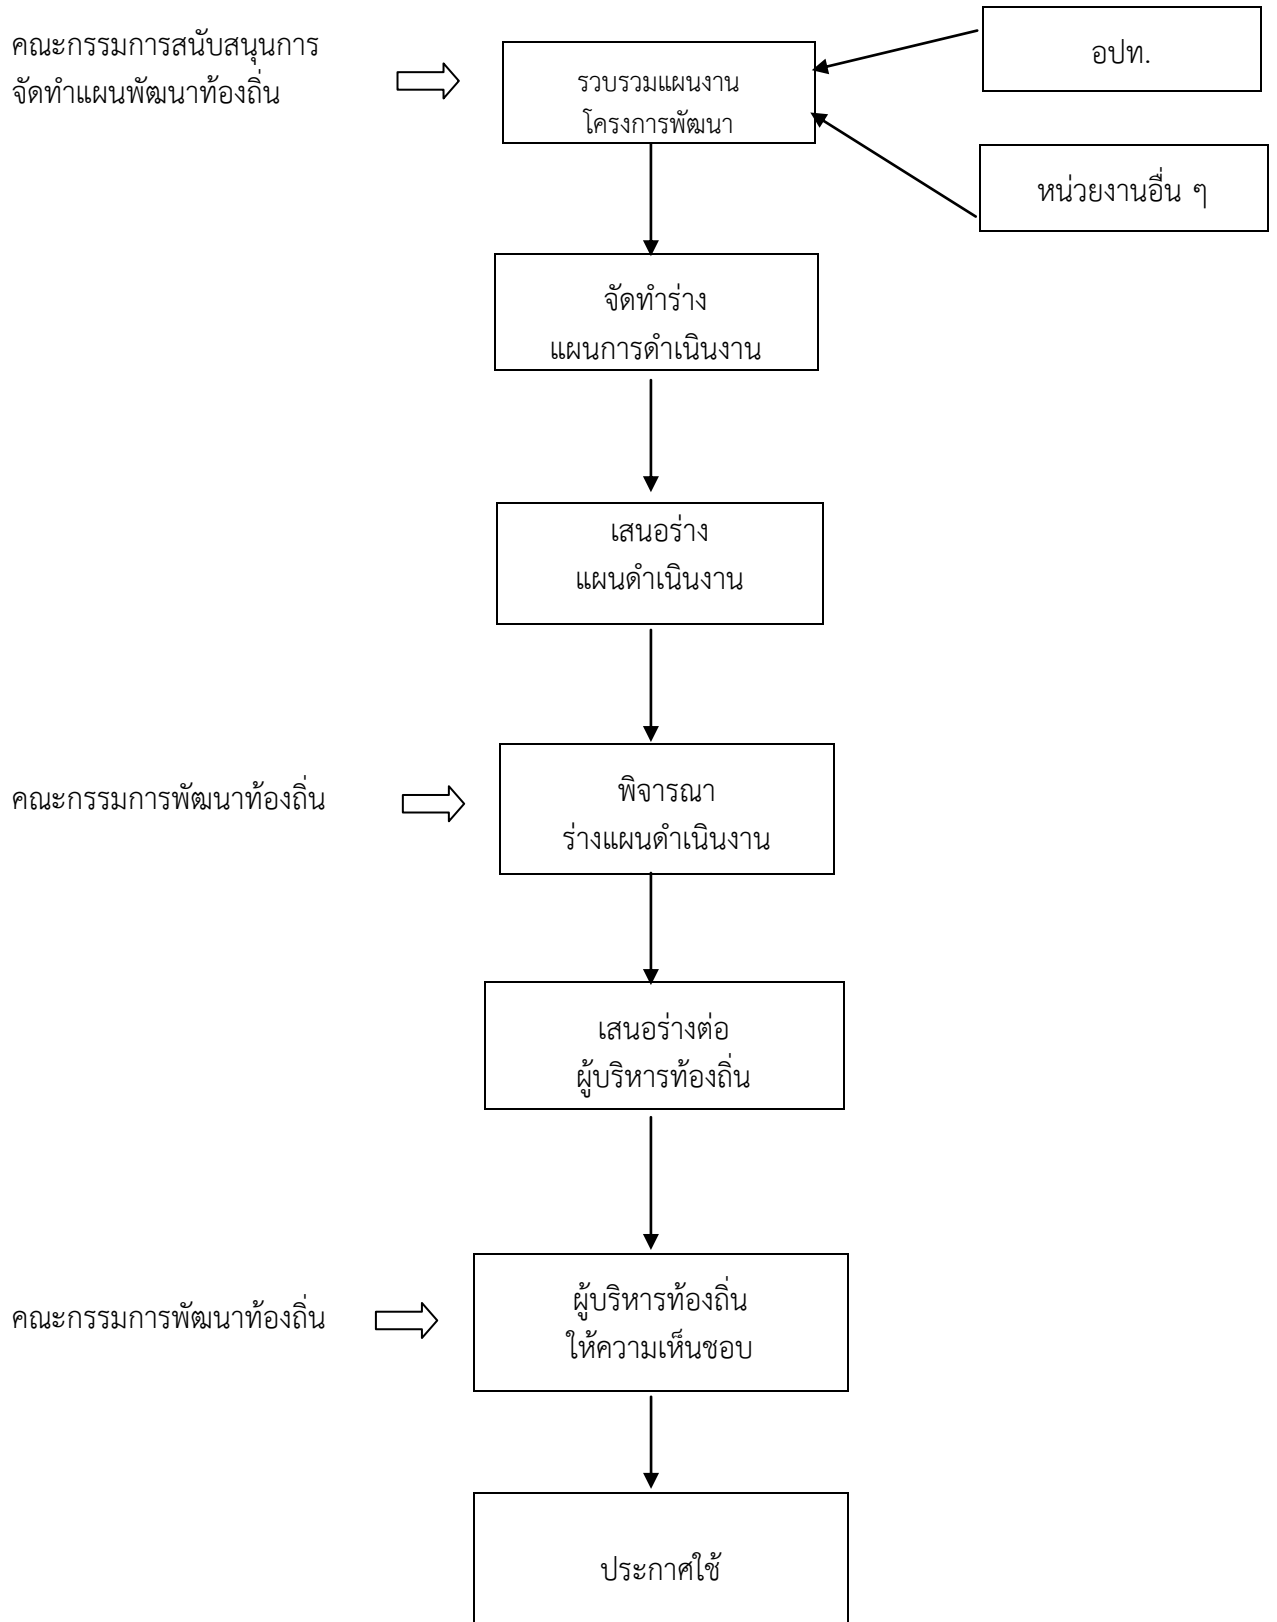 คณะกรรมการสนับสนุนการ
จัดทำแผนพัฒนาท้องถิ่น
รวบรวมแผนงาน
โครงการพัฒนา
อปท.
หน่วยงานอื่น ๆ
จัดทำร่าง
แผนการดำเนินงาน
เสนอร่าง
แผนดำเนินงาน
คณะกรรมการพัฒนาท้องถิ่น
พิจารณา
ร่างแผนดำเนินงาน
เสนอร่างต่อ
ผู้บริหารท้องถิ่น
คณะกรรมการพัฒนาท้องถิ่น
ผู้บริหารท้องถิ่น
ให้ความเห็นชอบ
ประกาศใช้